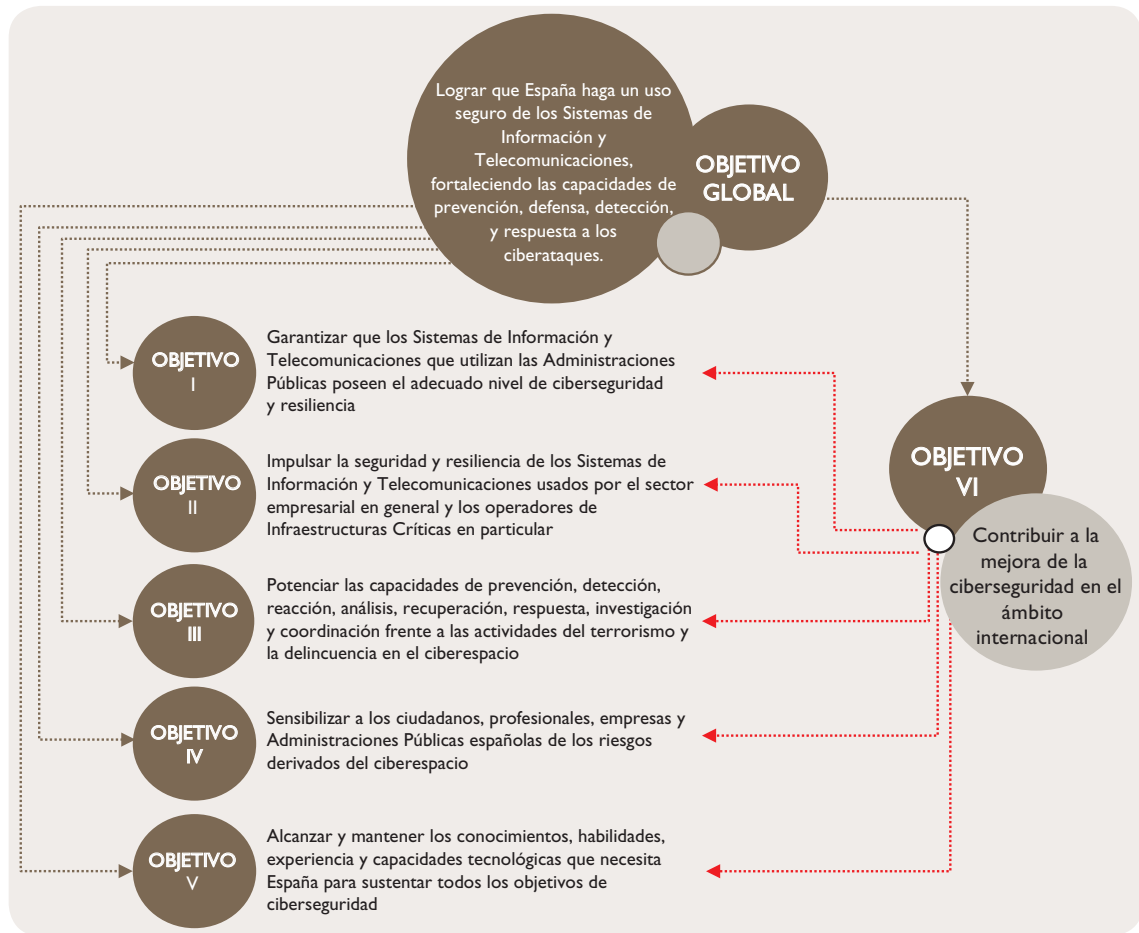 Lograr que España haga un uso
seguro de los Sistemas de
Información y
Telecomunicaciones,
fortaleciendo las capacidades de
prevención, defensa, detección,
y respuesta a los
ciberataques.
OBJETIVO
GLOBAL
OBJETIVO
I
Garantizar que los Sistemas de Información y
Telecomunicaciones que utilizan las Administraciones
Públicas poseen el adecuado nivel de ciberseguridad
y resiliencia
OBJETIVO
II
Impulsar la seguridad y resiliencia de los Sistemas de
Información y Telecomunicaciones usados por el sector
empresarial en general y los operadores de
Infraestructuras Críticas en particular
OBJETIVO
III
Potenciar las capacidades de prevención, detección,
reacción, análisis, recuperación, respuesta, investigación
y coordinación frente a las actividades del terrorismo y
la delincuencia en el ciberespacio
OBJETIVO
IV
Sensibilizar a los ciudadanos, profesionales, empresas y
Administraciones Públicas españolas de los riesgos
derivados del ciberespacio
OBJETIVO
V
Alcanzar y mantener los conocimientos, habilidades,
experiencia y capacidades tecnológicas que necesita
España para sustentar todos los objetivos de
ciberseguridad
OBJETIVO
VI
Contribuir a la
mejora de la
ciberseguridad en el
ámbito
internacional